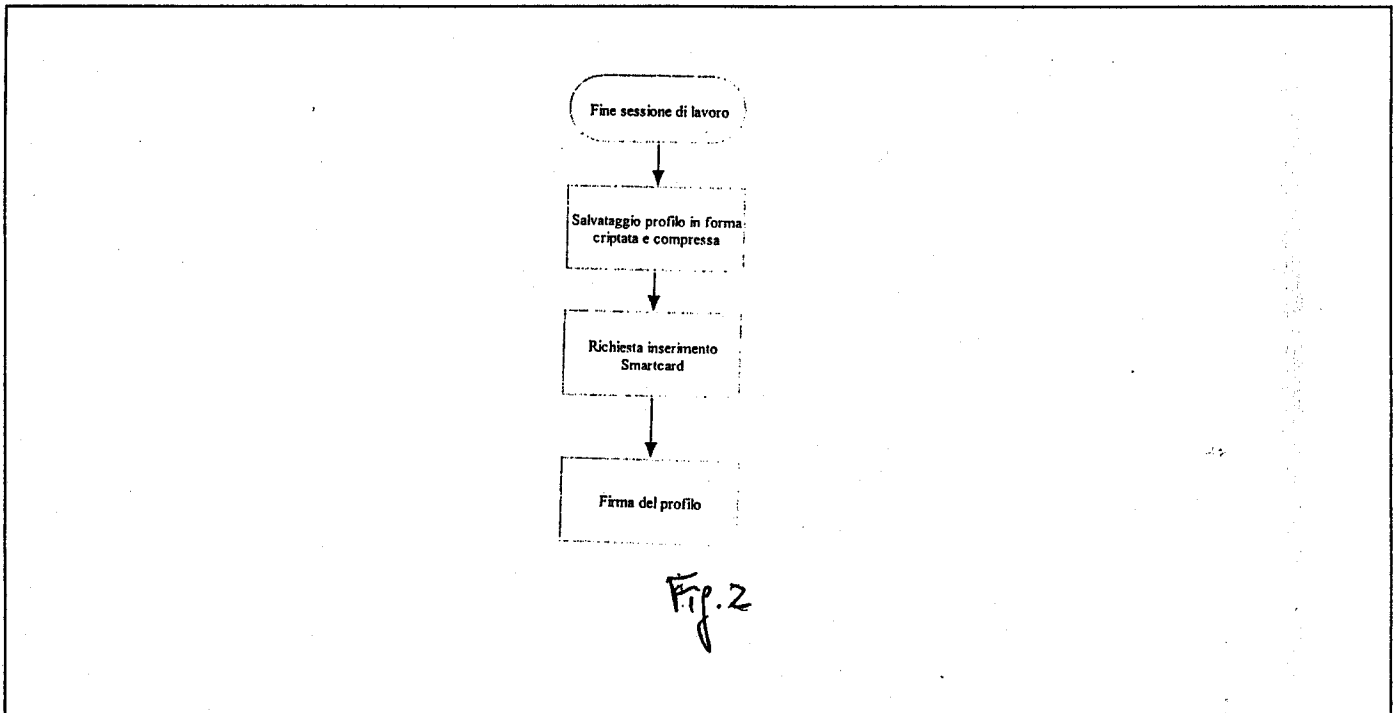 Fine sessione di lavoro
Salvataggio profilo in forma
criptata e compressa
Richiesta inserimento
Smartcard
Firma del profilo
Fig. 2